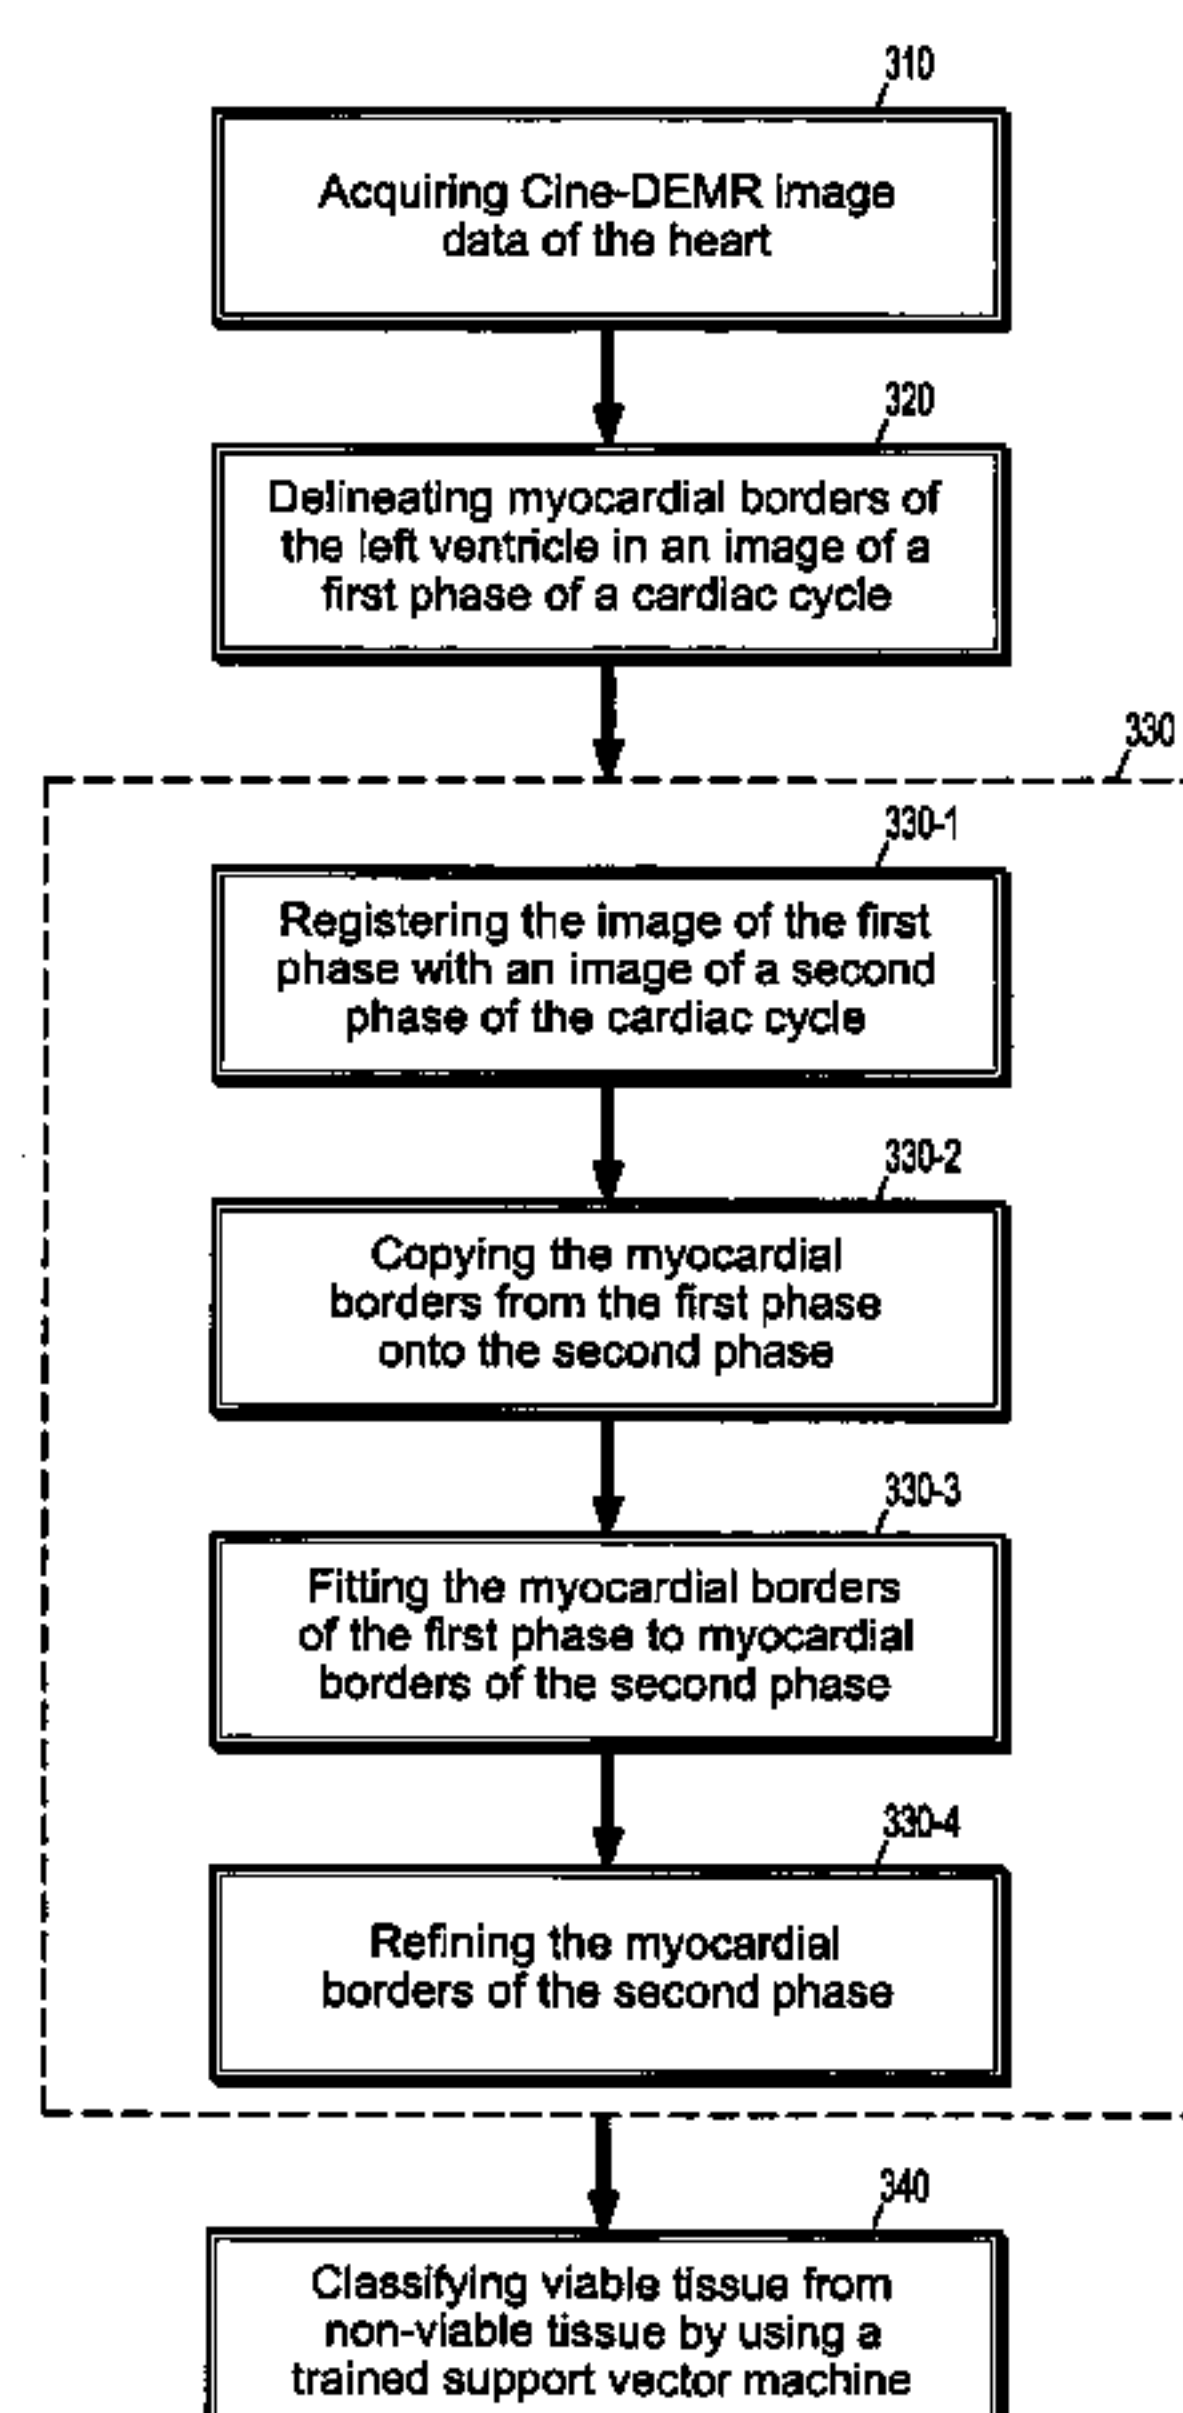 310
Acquiring Cine-DEMR image
data of the heart
320
Delineating myocardial borders of
the left ventricle in an image of a
first phase of a cardiac cycle
330
330-1
Registering the image of the first
phase with an image of a second
phase of the cardiac cycle
330-2
Copying the myocardial
borders from the first phase
onto the second phase
330-3
Fitting the myocardial borders
of the first phase to myocardial
borders of the second phase
330-4
Refining the myocardial
borders of the second phase
340
Classifying viable tissue from
non-viable tissue by using a
trained support vector machine